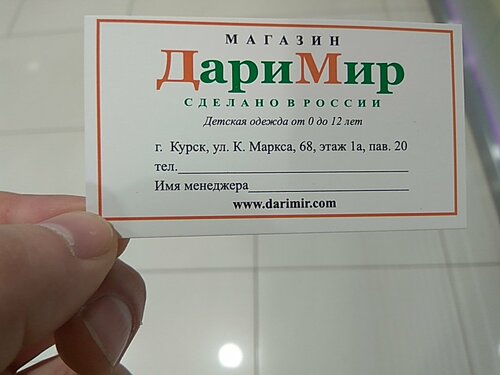 МАГАЗИН
ДариМир
СДЕЛАНО В РОССИИ
Детская одежда от 0 до 12 лет
г. Курск, ул. К. Маркса, 68, этаж 1а, пав. 20
тел.
Имя менеджера
www.darimir.com